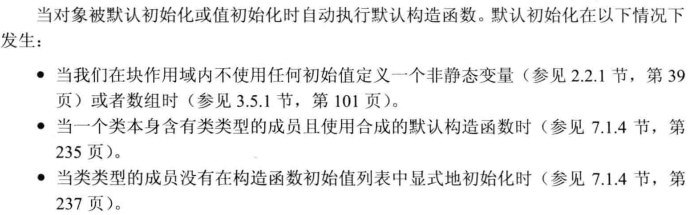 当对象被默认初始化或值初始化时自动执行默认构造函数。默认初始化在以下情况下
发生：
● 当我们在块作用域内不使用任何初始值定义一个非静态变量（参见 2.2.1 节，第 39
页）或者数组时（参见 3.5.1 节，第 101 页）。
● 当一个类本身含有类类型的成员且使用合成的默认构造函数时（参见 7.1.4 节，第
235 页）。
● 当类类型的成员没有在构造函数初始值列表中显式地初始化时（参见 7.1.4 节，第
237 页）。